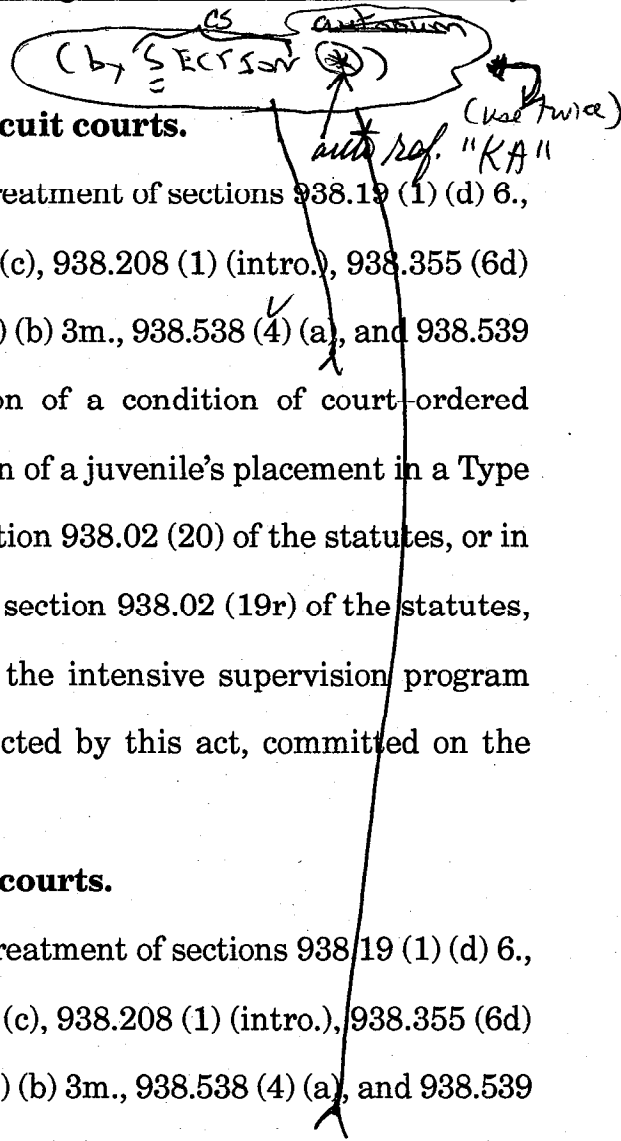 CS
(by SECTION *)
(use twice)
auto ref. "KA"
cuit courts.
reatment of sections 938.19 (1) (d) 6.,
(c), 938.208 (1) (intro.), 938.355 (6d)
) (b) 3m., 938.538 (4) (a), and 938.539
on of a condition of court-ordered
n of a juvenile's placement in a Type
tion 938.02 (20) of the statutes, or in
section 938.02 (19r) of the statutes,
the intensive supervision program
cted by this act, committed on the
courts.
reatment of sections 938.19 (1) (d) 6.,
(c), 938.208 (1) (intro.), 938.355 (6d)
) (b) 3m., 938.538 (4) (a), and 938.539